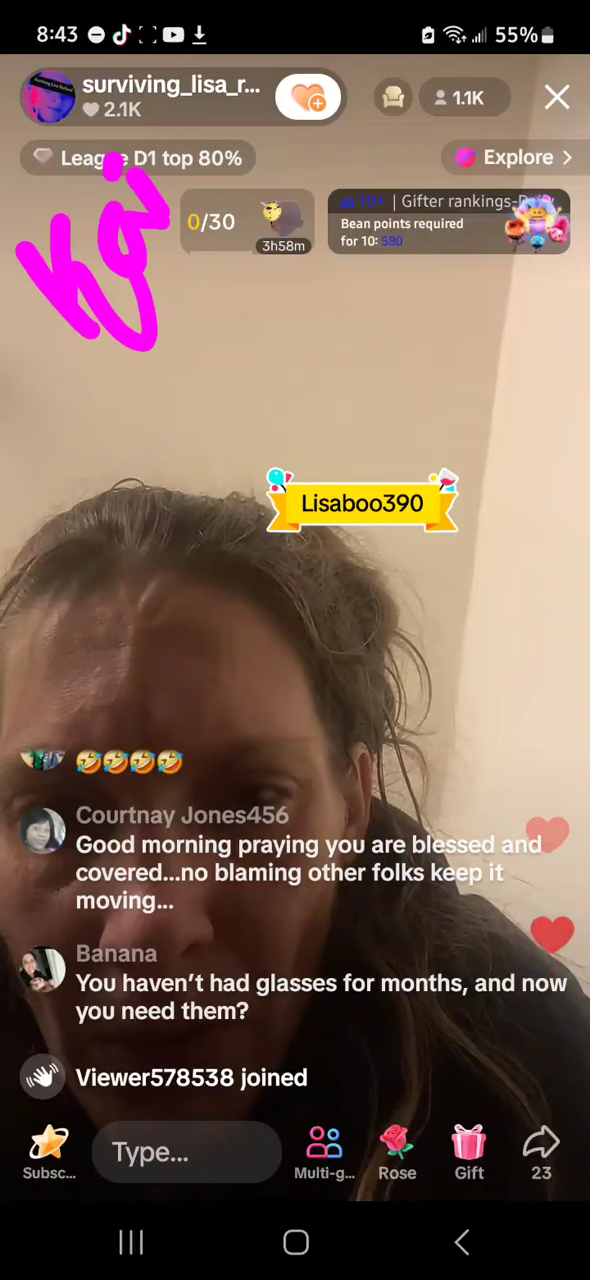 8:43
55%
surviving_lisa_r...
2.1K
1.1K
League D1 top 80%
Explore >
Kai
0/30
3h58m
10+ | Gifter rankings-Daily
Bean points required
for 10: 580
Lisaboo390
🤣🤣🤣🤣
Courtnay Jones456
Good morning praying you are blessed and
covered...no blaming other folks keep it
moving...
Banana
You haven't had glasses for months, and now
you need them?
Viewer578538 joined
Type...
Subsc...
Multi-g...
Rose
Gift
23